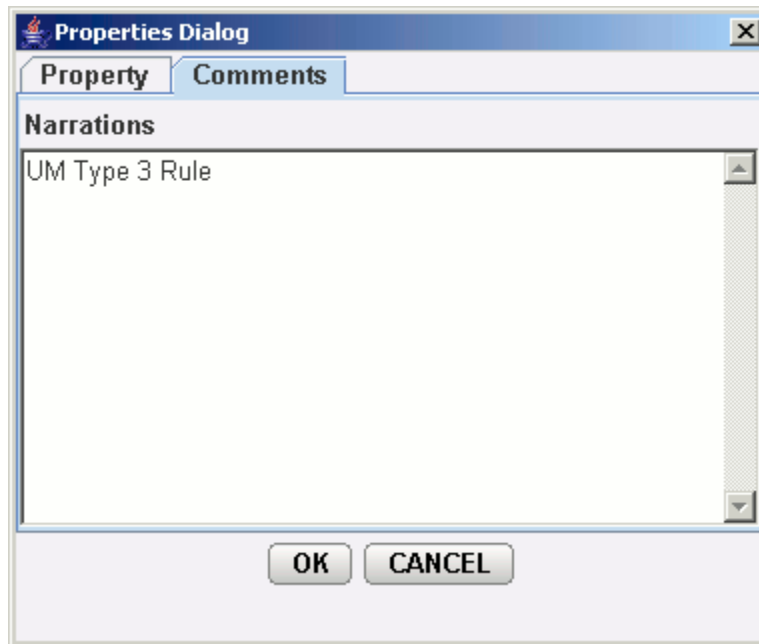 Properties Dialog
Property Comments
Narrations
UM Type 3 Rule
OK CANCEL